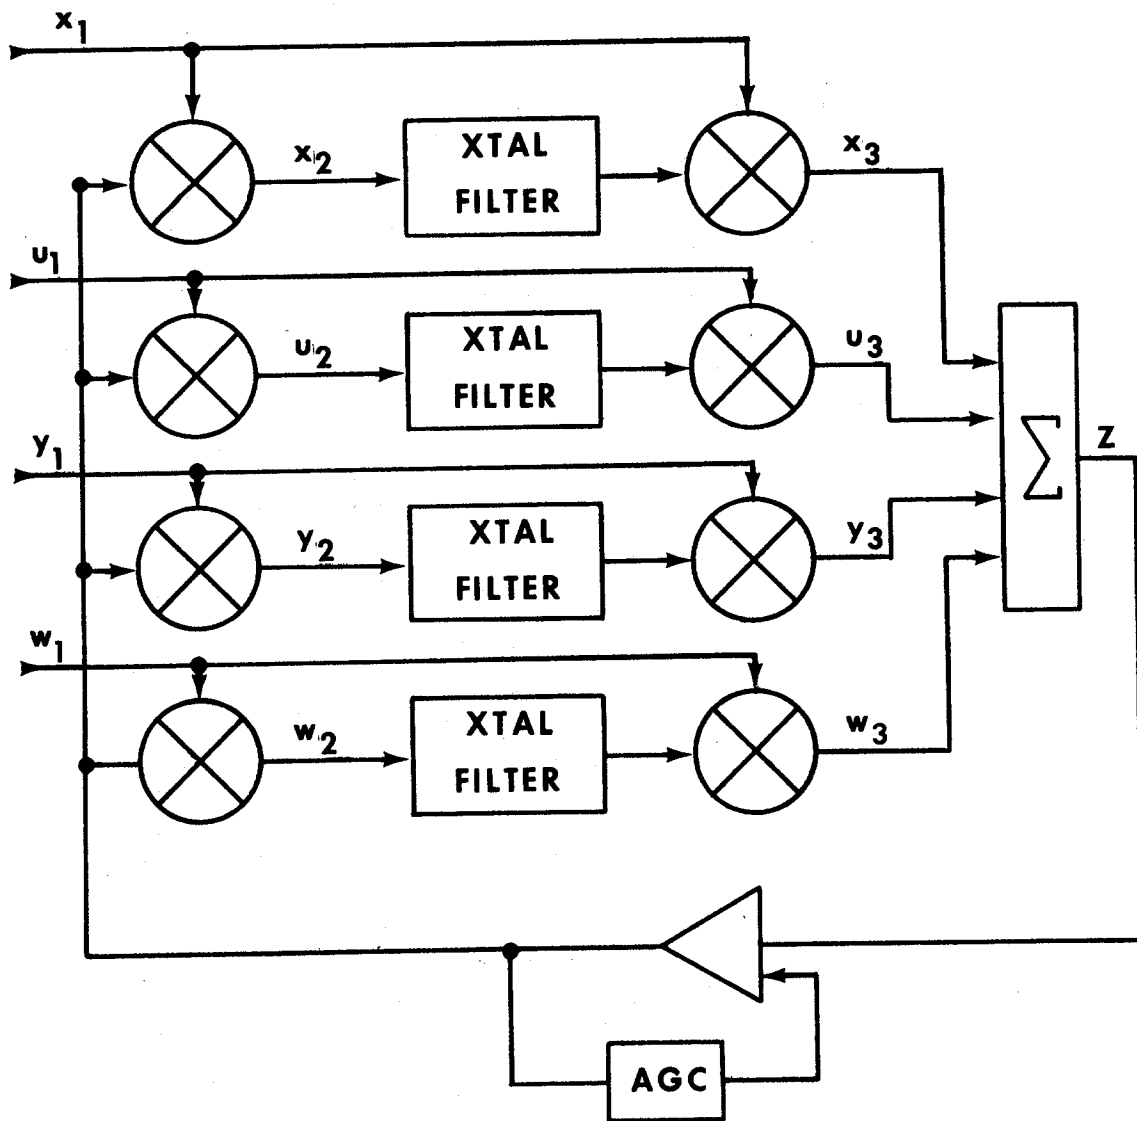 x1
x2
XTAL
FILTER
x3
u1
u2
XTAL
FILTER
u3
y1
y2
XTAL
FILTER
y3
∑
Z
w1
w2
XTAL
FILTER
w3
AGC